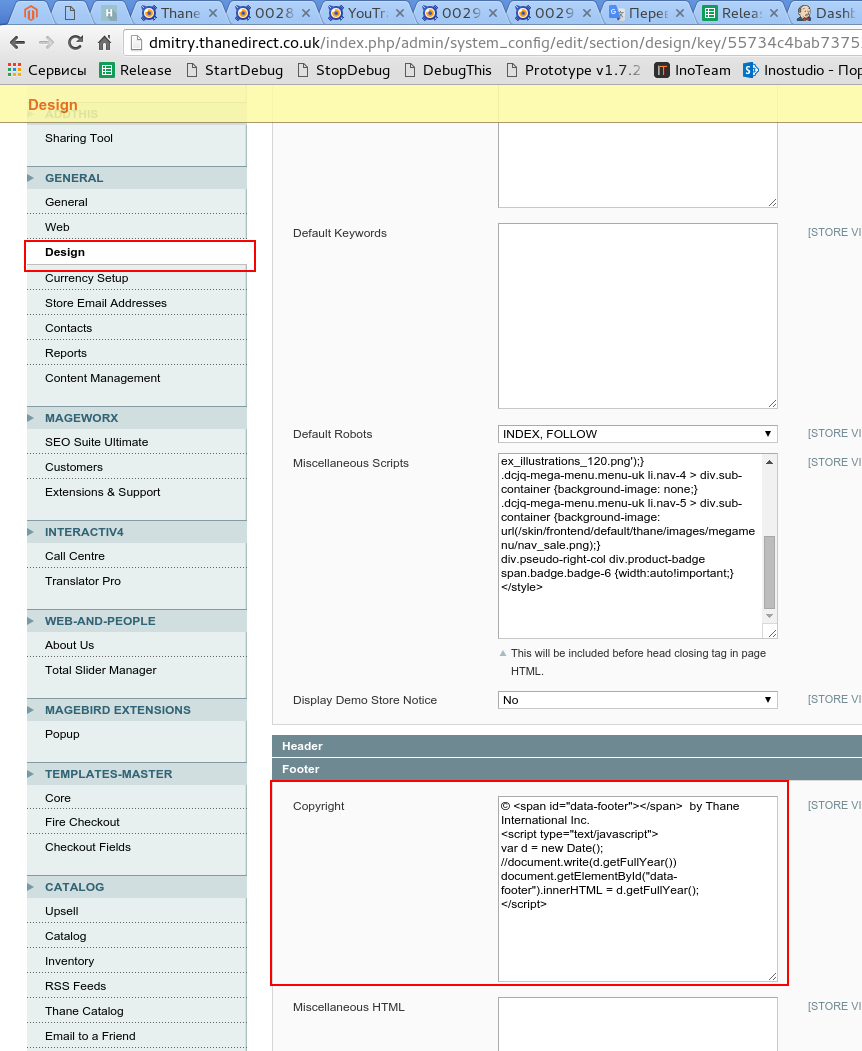 Thane
0028
YouTr
0029
0029
Перев
Releas
Dashb
dmitry.thanedirect.co.uk/index.php/admin/system_config/edit/section/design/key/55734c4bab7375
Сервисы Release StartDebug StopDebug DebugThis Prototype v1.7.2 InoTeam Inostudio - Пор
Design
ADDTHIS
Sharing Tool
GENERAL
General
Web
Design
Currency Setup
Store Email Addresses
Contacts
Reports
Content Management
MAGEWORX
SEO Suite Ultimate
Customers
Extensions & Support
INTERACTIV4
Call Centre
Translator Pro
WEB-AND-PEOPLE
About Us
Total Slider Manager
MAGEBIRD EXTENSIONS
Popup
TEMPLATES-MASTER
Core
Fire Checkout
Checkout Fields
CATALOG
Upsell
Catalog
Inventory
RSS Feeds
Thane Catalog
Email to a Friend
Default Keywords
[STORE VI
Default Robots
INDEX, FOLLOW
[STORE VI
Miscellaneous Scripts
[STORE VI
ex_illustrations_120.png');}
.dcjq-mega-menu.menu-uk li.nav-4 > div.sub-
container {background-image: none;}
.dcjq-mega-menu.menu-uk li.nav-5 > div.sub-
container {background-image:
url(/skin/frontend/default/thane/images/megame
nu/nav_sale.png);}
div.pseudo-right-col div.product-badge
span.badge.badge-6 {width:auto!important;}
</style>
This will be included before head closing tag in page
HTML.
Display Demo Store Notice
No
[STORE VI
Header
Footer
Copyright
[STORE VI
© <span id="data-footer"></span>  by Thane
International Inc.
<script type="text/javascript">
var d = new Date();
//document.write(d.getFullYear())
document.getElementById("data-
footer").innerHTML = d.getFullYear();
</script>
Miscellaneous HTML
[STORE VI